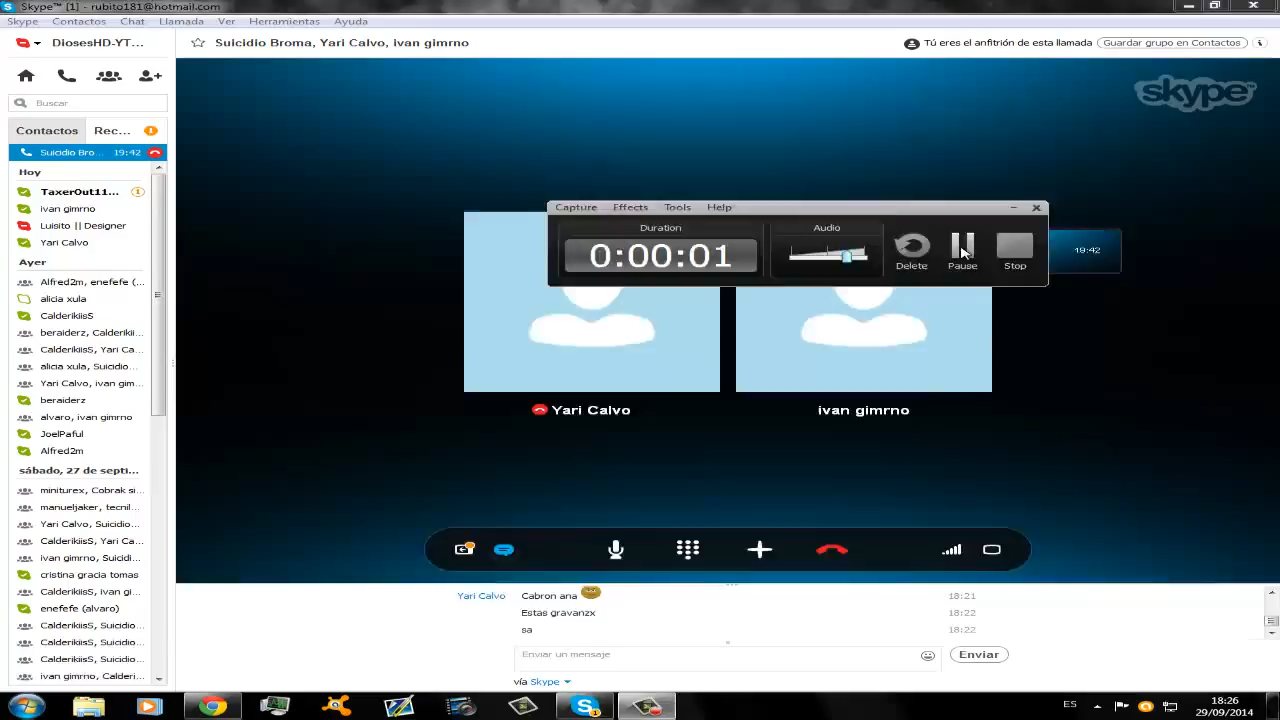 Skype™ [1] - rubito181@hotmail.com
Skype Contactos Chat Llamada Ver Herramientas Ayuda
DiosesHD-YT...
Suicidio Broma, Yari Calvo, ivan gimrno
Tú eres el anfitrión de esta llamada
Guardar grupo en Contactos
Buscar
Contactos
Rec...
Suicidio Bro... 19:42
Hoy
TaxerOut11...
ivan gimrno
Luisito || Designer
Yari Calvo
Ayer
Alfred2m, enefefe (...
alicia xula
CalderikiisS
beraiderz, Calderikii...
CalderikiisS, Yari Ca...
alicia xula, Suicidio...
Yari Calvo, ivan gim...
beraiderz
alvaro, ivan gimrno
JoelPaful
Alfred2m
sábado, 27 de septi...
miniturex, Cobrak si...
manueljaker, tecnil...
Yari Calvo, Suicidio...
CalderikiisS, Yari C...
ivan gimrno, Suicidi...
cristina gracia tomas
CalderikiisS, ivan gi...
enefefe (alvaro)
CalderikiisS, Suicidio...
CalderikiisS, Suicidio...
CalderikiisS, Suicidio...
ivan gimrno, Calderi...
skype
Capture Effects Tools Help
Duration
0:00:01
Audio
Delete
Pause
Stop
19:42
Yari Calvo
ivan gimrno
Yari Calvo Cabron ana 18:21
Estas gravanzx 18:22
sa 18:22
Enviar un mensaje
Enviar
vía Skype
ES
18:26
29/09/2014